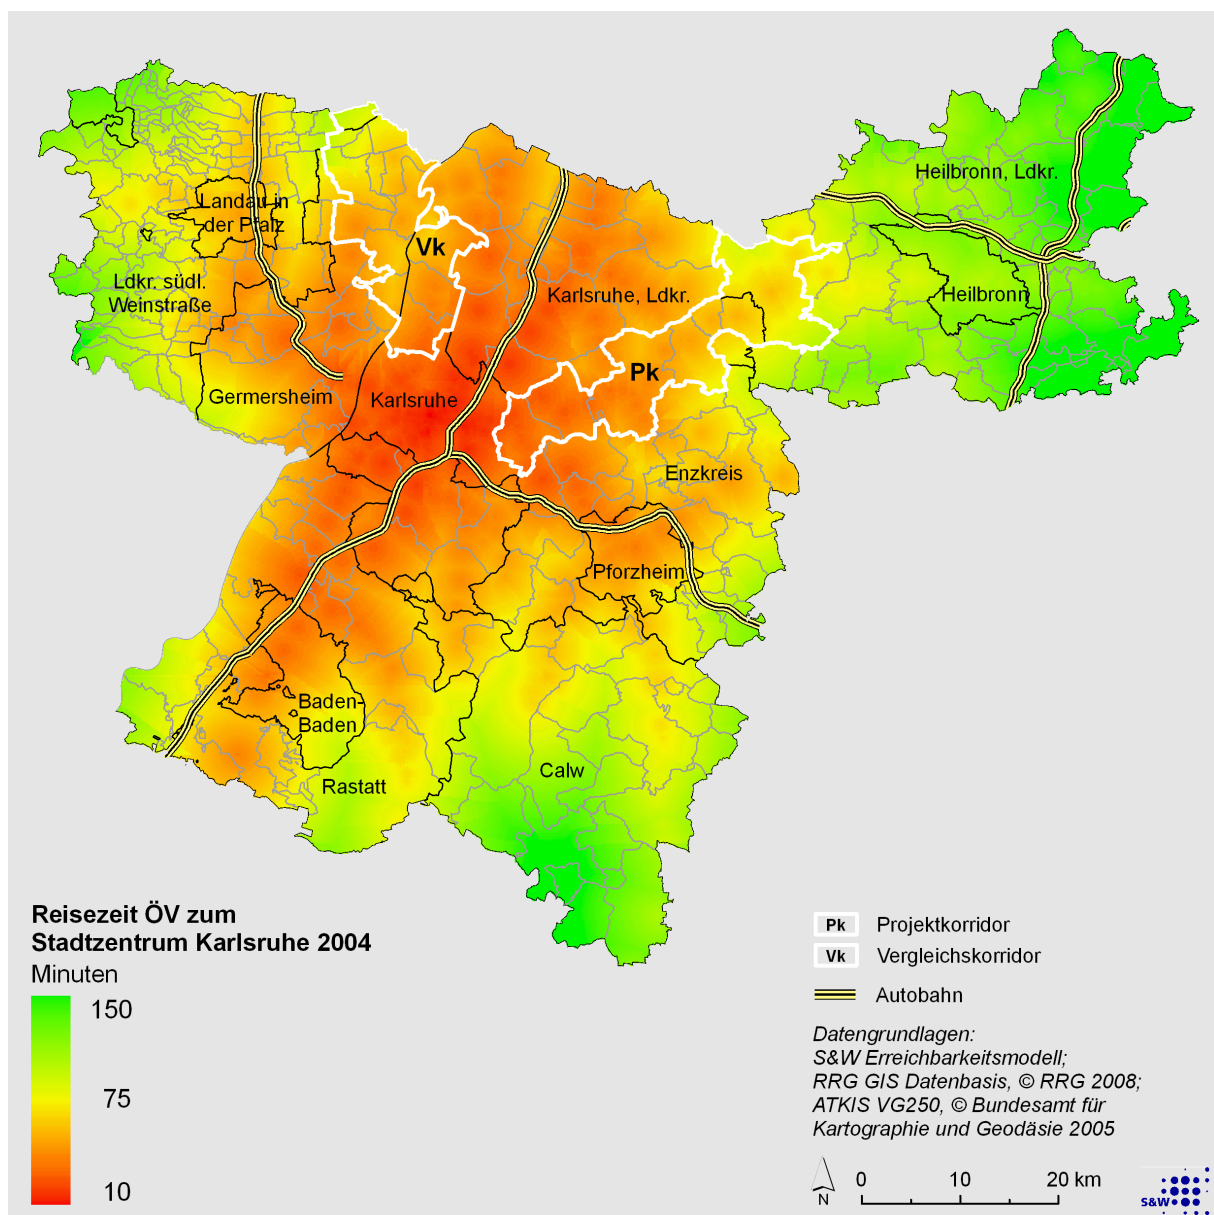 Heilbronn, Ldkr.
Landau in
der Pfalz
Vk
Ldkr. südl.
Weinstraße
Karlsruhe, Ldkr.
Heilbronn
Pk
Germersheim
Karlsruhe
Enzkreis
Pforzheim
Baden-
Baden
Calw
Rastatt
Reisezeit ÖV zum
Stadtzentrum Karlsruhe 2004
Minuten
150
75
10
Pk Projektkorridor
Vk Vergleichskorridor
Autobahn
Datengrundlagen:
S&W Erreichbarkeitsmodell;
RRG GIS Datenbasis, © RRG 2008;
ATKIS VG250, © Bundesamt für
Kartographie und Geodäsie 2005
N
0 10 20 km
S&W